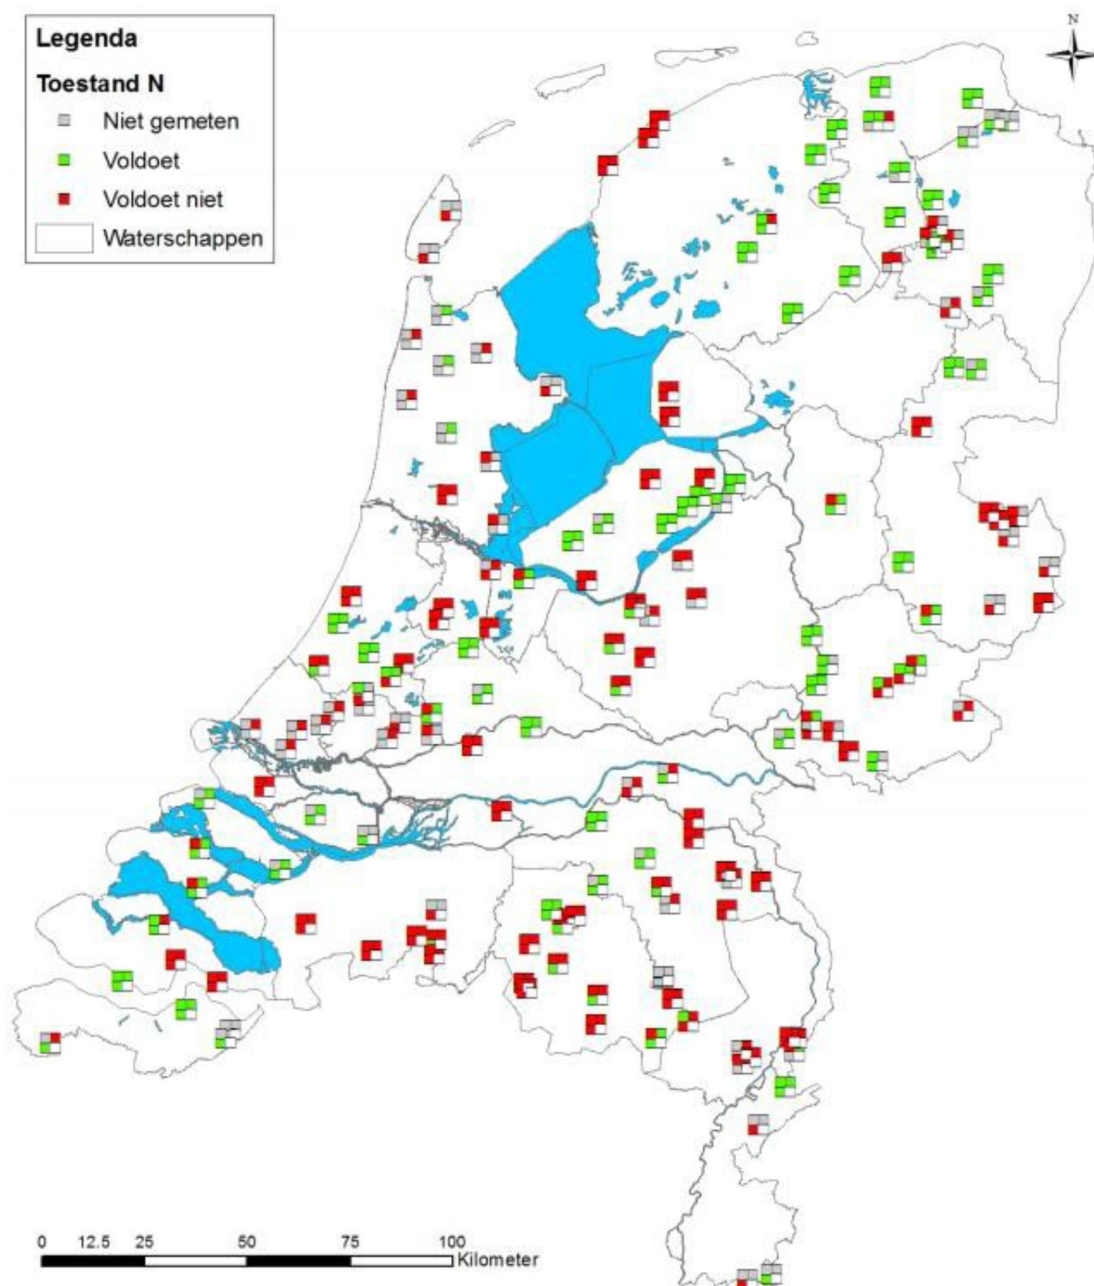 Legenda
Toestand N
Niet gemeten
Voldoet
Voldoet niet
Waterschappen
N
0 12.5 25 50 75 100
Kilometer